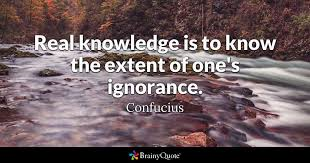 Real knowledge is to know
the extent of one's
ignorance.
Confucius
BrainyQuote®